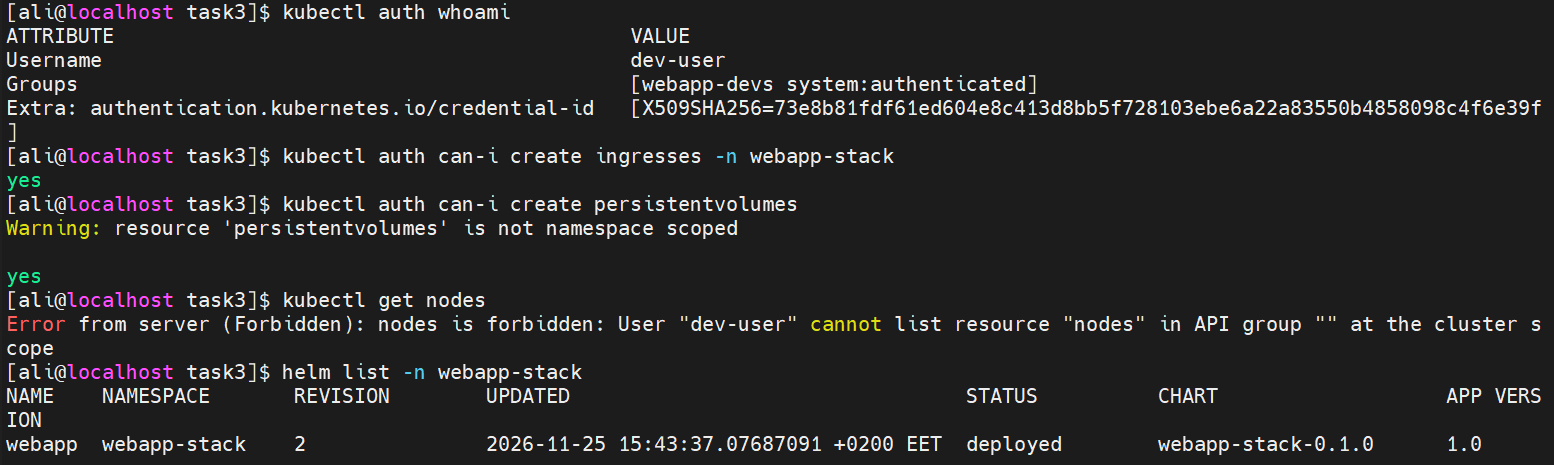 [ali@localhost task3]$ kubectl auth whoami
ATTRIBUTE                                           VALUE
Username                                            dev-user
Groups                                              [webapp-devs system:authenticated]
Extra: authentication.kubernetes.io/credential-id   [X509SHA256=73e8b81fdf61ed604e8c413d8bb5f728103ebe6a22a83550b4858098c4f6e39f
]
[ali@localhost task3]$ kubectl auth can-i create ingresses -n webapp-stack
yes
[ali@localhost task3]$ kubectl auth can-i create persistentvolumes
Warning: resource 'persistentvolumes' is not namespace scoped

yes
[ali@localhost task3]$ kubectl get nodes
Error from server (Forbidden): nodes is forbidden: User "dev-user" cannot list resource "nodes" in API group "" at the cluster s
cope
[ali@localhost task3]$ helm list -n webapp-stack
NAME    NAMESPACE       REVISION        UPDATED                                 STATUS          CHART                   APP VERS
ION
webapp  webapp-stack    2               2026-11-25 15:43:37.07687091 +0200 EET  deployed        webapp-stack-0.1.0      1.0